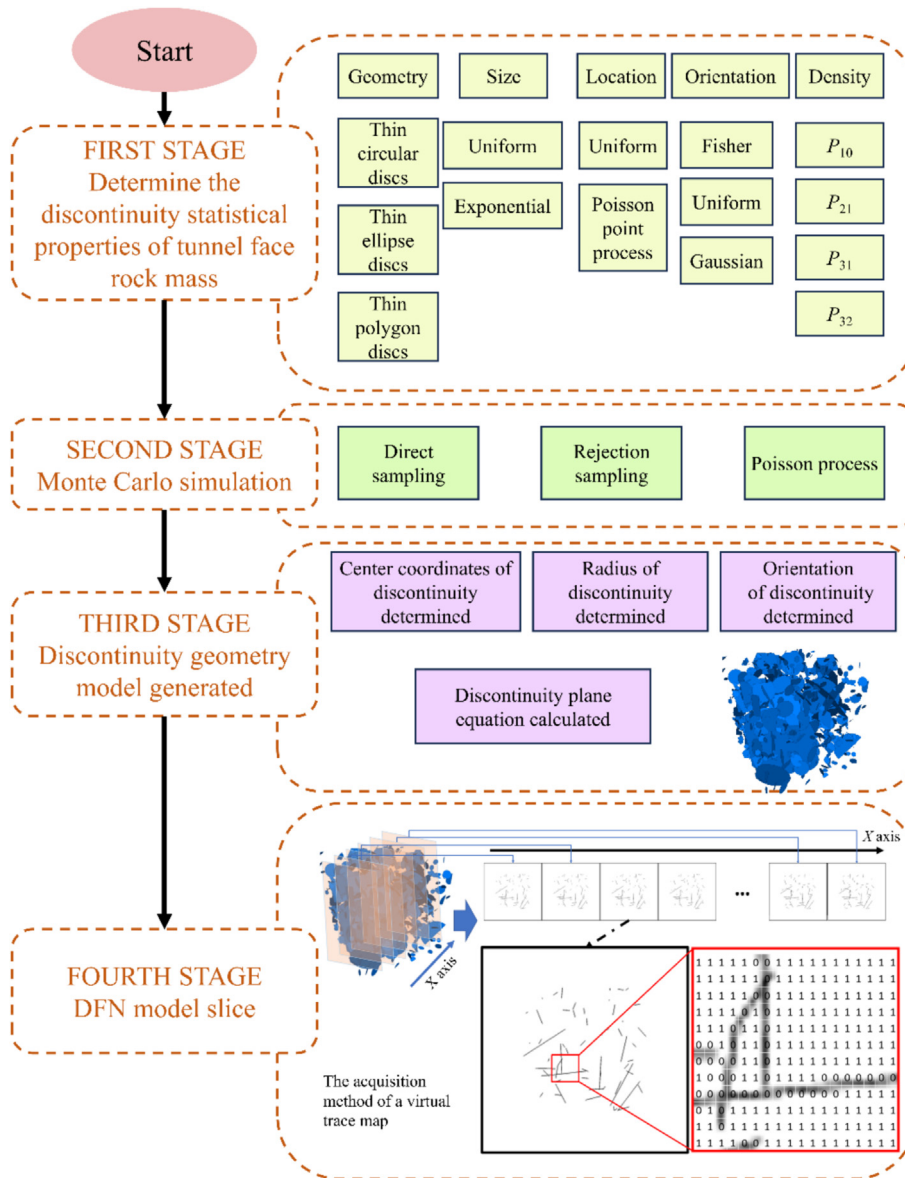 Start
FIRST STAGE
Determine the
discontinuity statistical
properties of tunnel face
rock mass
Geometry
Size
Location
Orientation
Density
Thin
circular
discs
Thin
ellipse discs
Thin
polygon
discs
Uniform
Exponential
Uniform
Poisson
point
process
Fisher
Uniform
Gaussian
P10
P21
P31
P32
SECOND STAGE
Monte Carlo simulation
Direct
sampling
Rejection
sampling
Poisson process
THIRD STAGE
Discontinuity geometry
model generated
Center coordinates of
discontinuity
determined
Radius of
discontinuity
determined
Orientation
of discontinuity
determined
Discontinuity plane
equation calculated
FOURTH STAGE
DFN model slice
X axis
X axis
...
The acquisition
method of a virtual
trace map